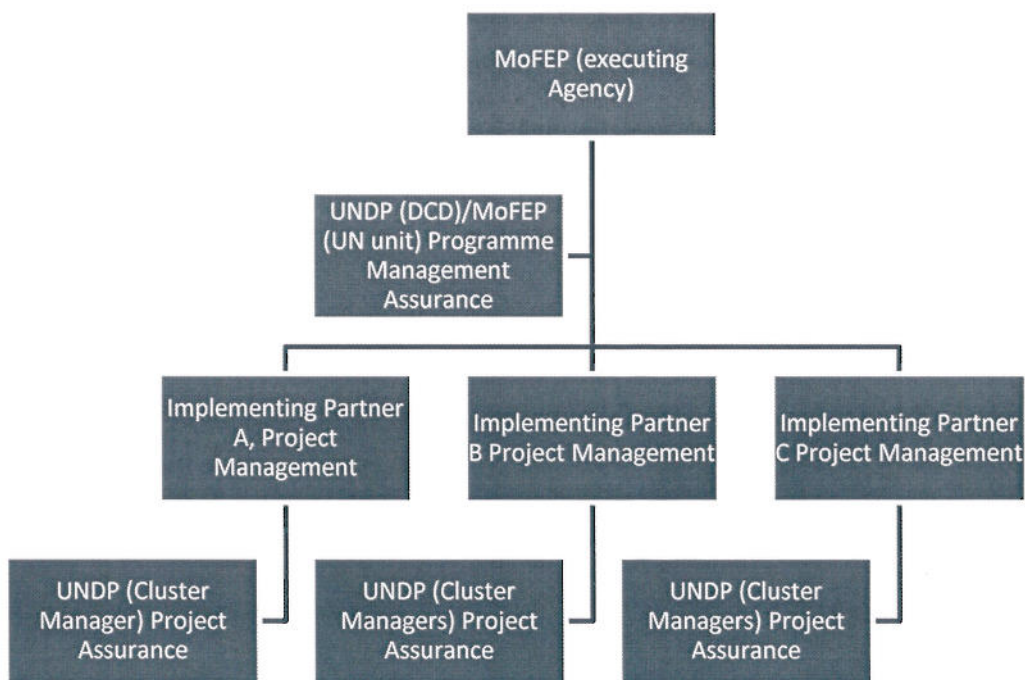 MoFEP (executing
Agency)
UNDP (DCD)/MoFEP
(UN unit) Programme
Management
Assurance
Implementing Partner
A, Project
Management
Implementing Partner
B Project Management
Implementing Partner
C Project Management
UNDP (Cluster
Manager) Project
Assurance
UNDP (Cluster
Managers) Project
Assurance
UNDP (Cluster
Managers) Project
Assurance